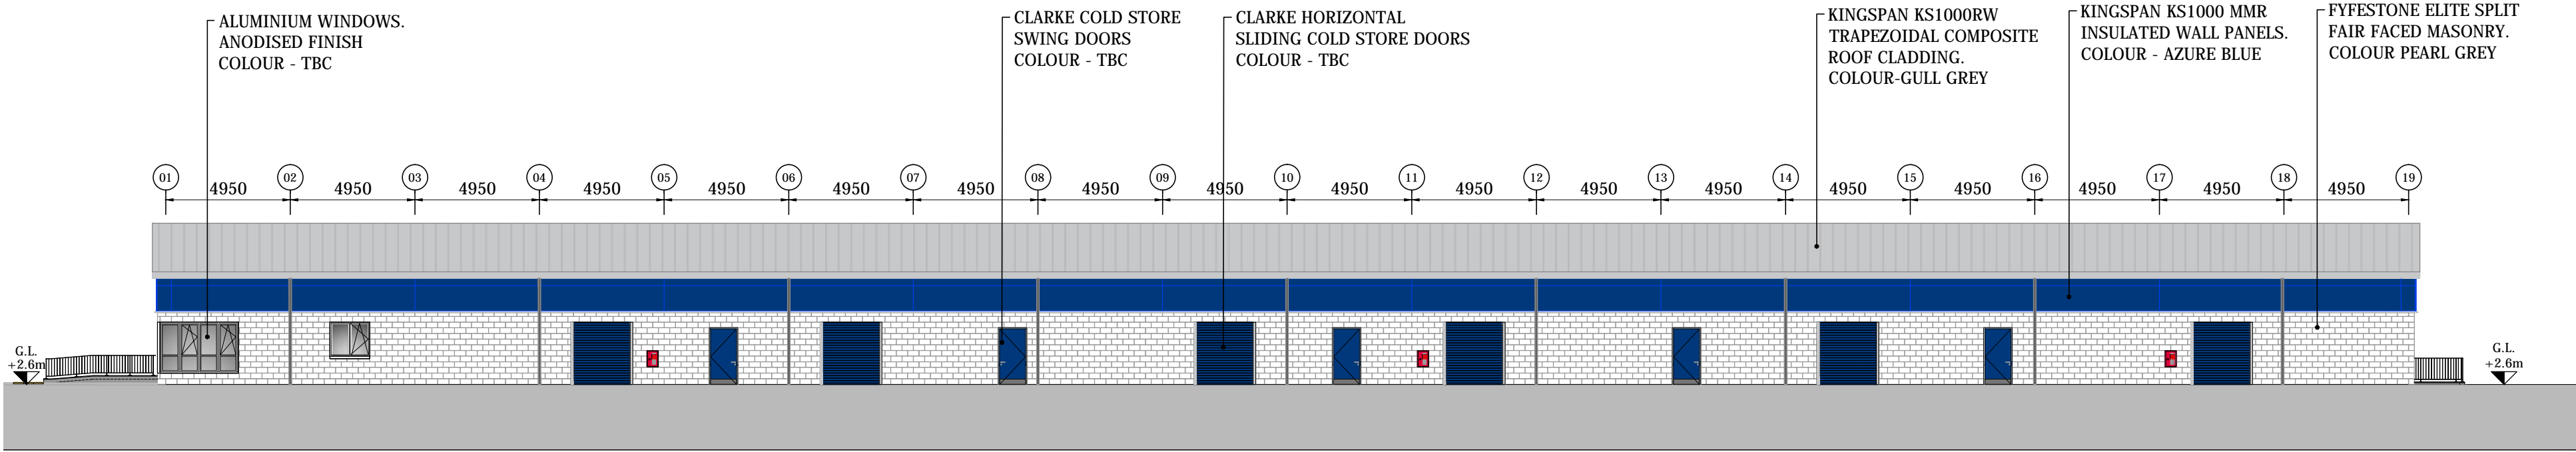 ALUMINIUM WINDOWS.
ANODISED FINISH
COLOUR - TBC
CLARKE COLD STORE
SWING DOORS
COLOUR - TBC
CLARKE HORIZONTAL
SLIDING COLD STORE DOORS
COLOUR - TBC
KINGSPAN KS1000RW
TRAPEZOIDAL COMPOSITE
ROOF CLADDING.
COLOUR-GULL GREY
KINGSPAN KS1000 MMR
INSULATED WALL PANELS.
COLOUR - AZURE BLUE
FYFESTONE ELITE SPLIT
FAIR FACED MASONRY.
COLOUR PEARL GREY
01 02 03 04 05 06 07 08 09 10 11 12 13 14 15 16 17 18 19
4950 4950 4950 4950 4950 4950 4950 4950 4950 4950 4950 4950 4950 4950 4950 4950 4950 4950
G.L.
+2.6m
G.L.
+2.6m